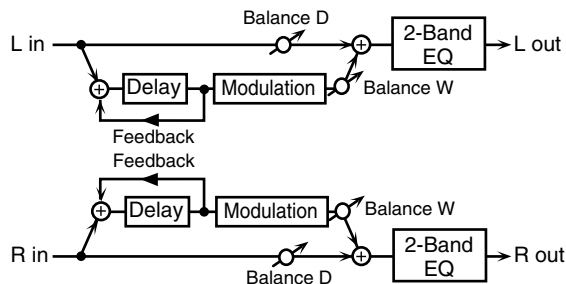 Balance D
L in
2-Band
EQ
L out
Delay
Modulation
Balance W
Feedback
Feedback
Delay
Modulation
Balance W
R in
Balance D
2-Band
EQ
R out